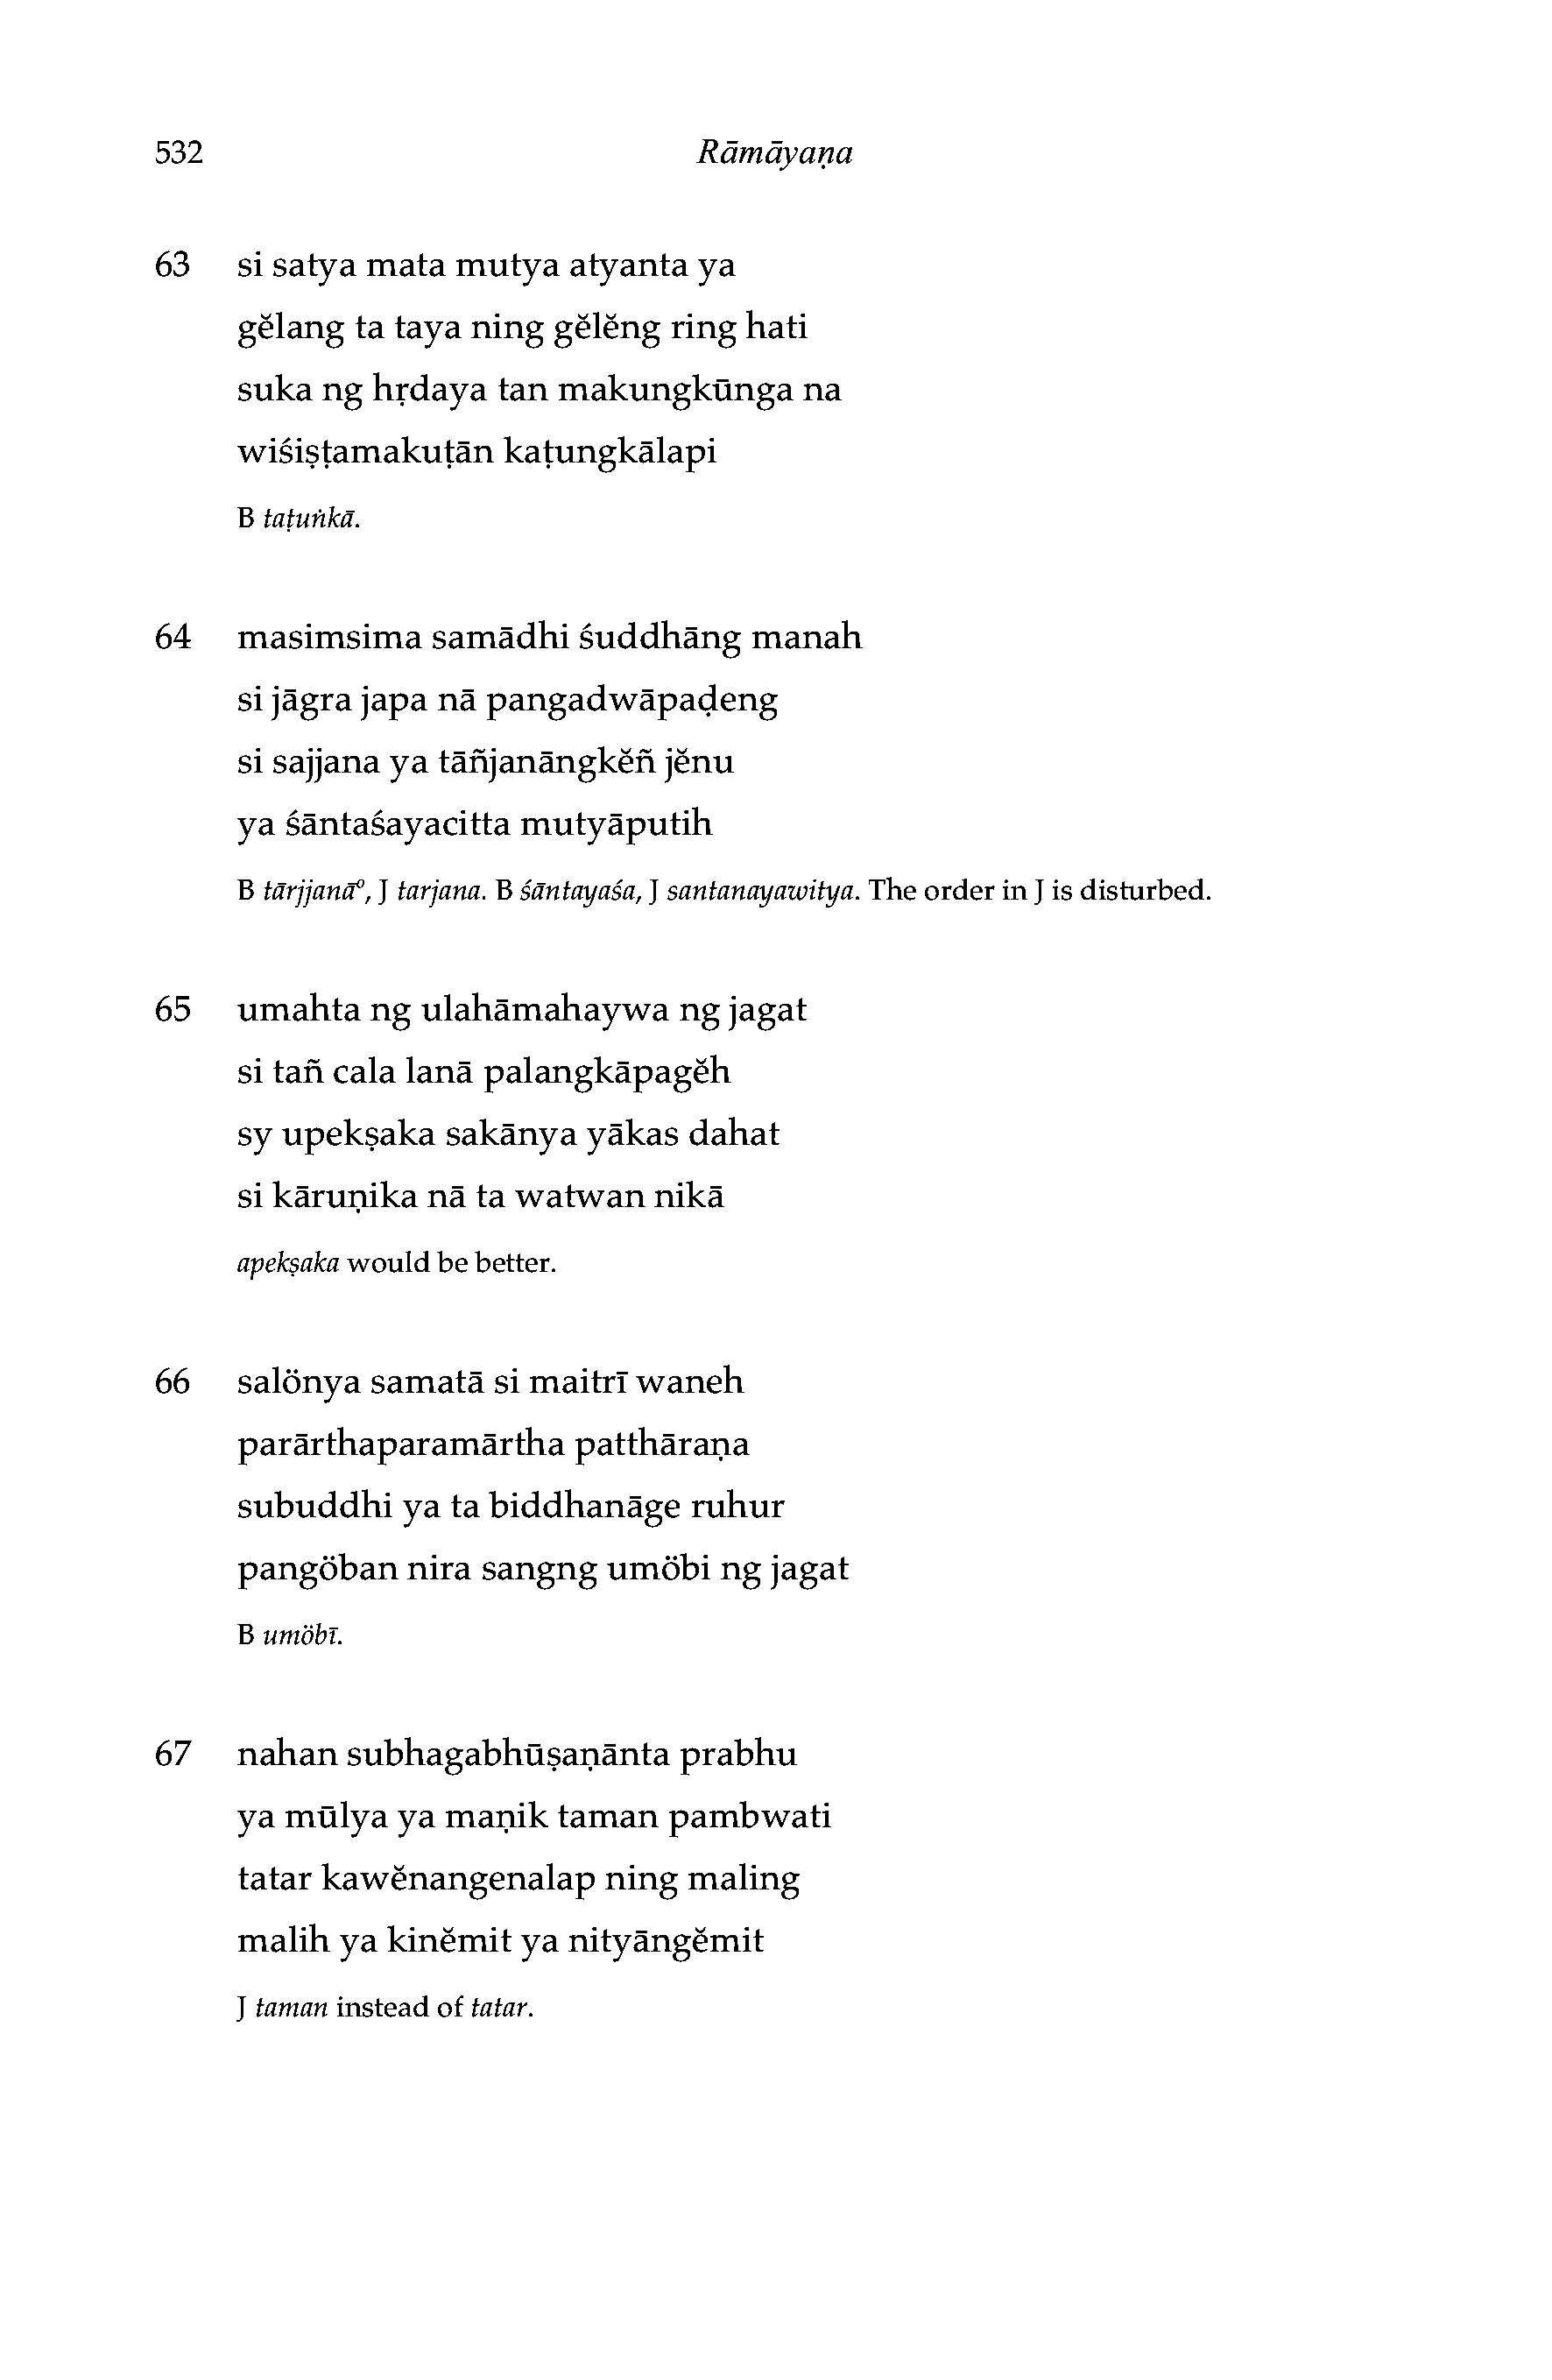 532 Rāmāyaṇa
63 si satya mata mutya atyanta ya
gĕlang ta taya ning gĕlĕng ring hati
suka ng hṛdaya tan makungkūnga na
wiśiṣṭamakuṭān kaṭungkālapi
B taṭuṅkā.
64 masimsima samādhi śuddhāng manah
si jāgra japa nā pangadwāpaḍeng
si sajjana ya tāñjanāngkĕñ jĕnu
ya śāntaśayacitta mutyāputih
B tārjjanā°, J tarjana. B śāntayaśa, J santanayawitya. The order in J is disturbed.
65 umahta ng ulahāmahaywa ng jagat
si tañ cala lanā palangkāpagĕh
sy upekṣaka sakānya yākas dahat
si kāruṇika nā ta watwan nikā
apekṣaka would be better.
66 salönya samatā si maitrī waneh
parārthaparamārtha patthāraṇa
subuddhi ya ta biddhanāge ruhur
pangöban nira sangng umöbi ng jagat
B umöbī.
67 nahan subhagabhūṣaṇānta prabhu
ya mūlya ya maṇik taman pambwati
tatar kawĕnangenalap ning maling
malih ya kinĕmit ya nityāngĕmit
J taman instead of tatar.